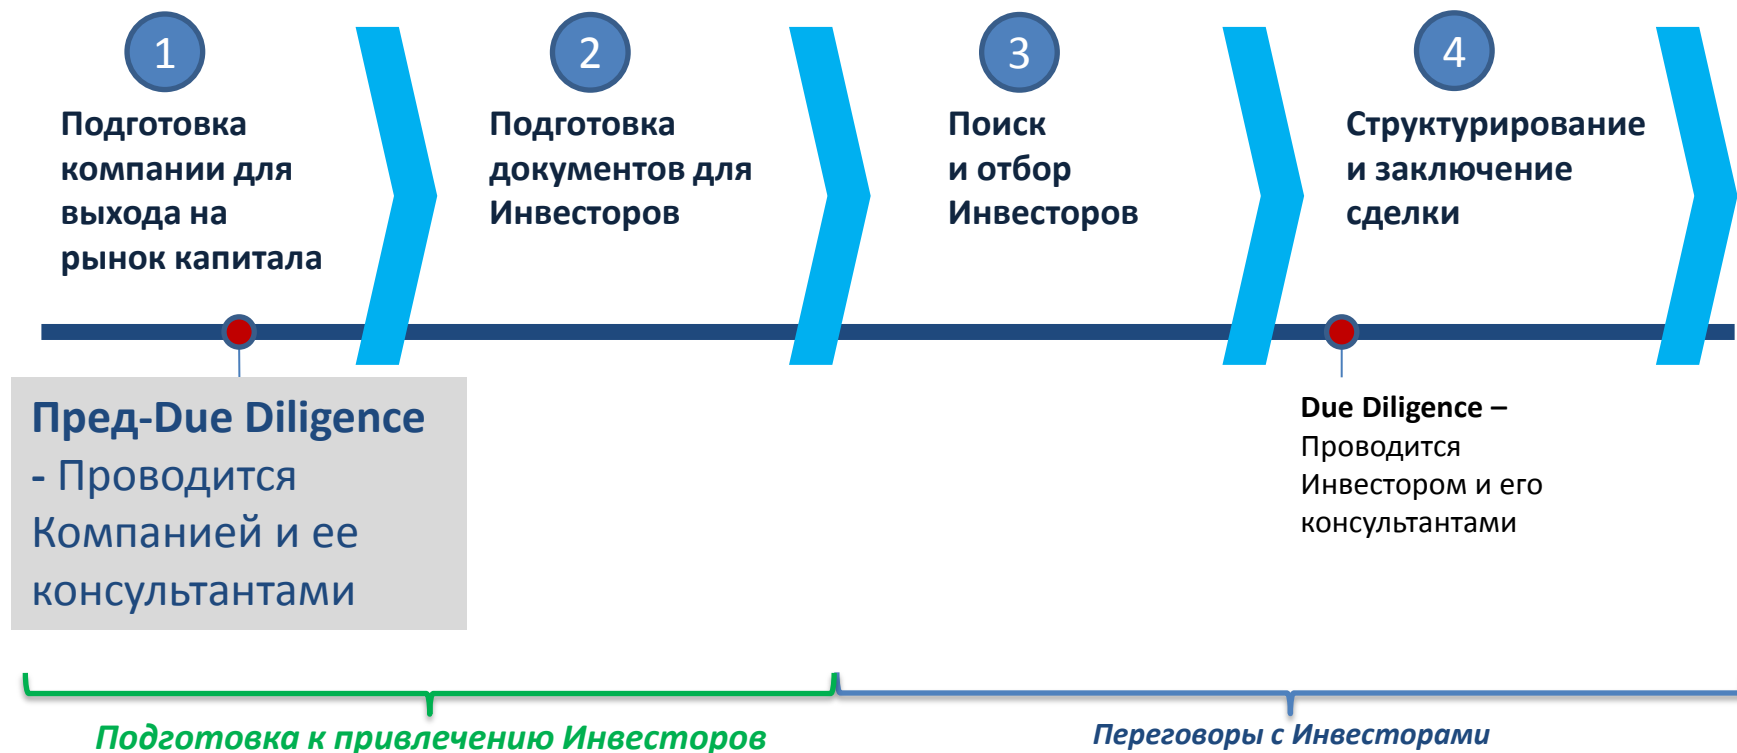 1
Подготовка
компании для
выхода на
рынок капитала
2
Подготовка
документов для
Инвесторов
3
Поиск
и отбор
Инвесторов
4
Структурирование
и заключение
сделки
Пред-Due Diligence
- Проводится
Компанией и ее
консультантами
Due Diligence –
Проводится
Инвестором и его
консультантами
Подготовка к привлечению Инвесторов
Переговоры с Инвесторами